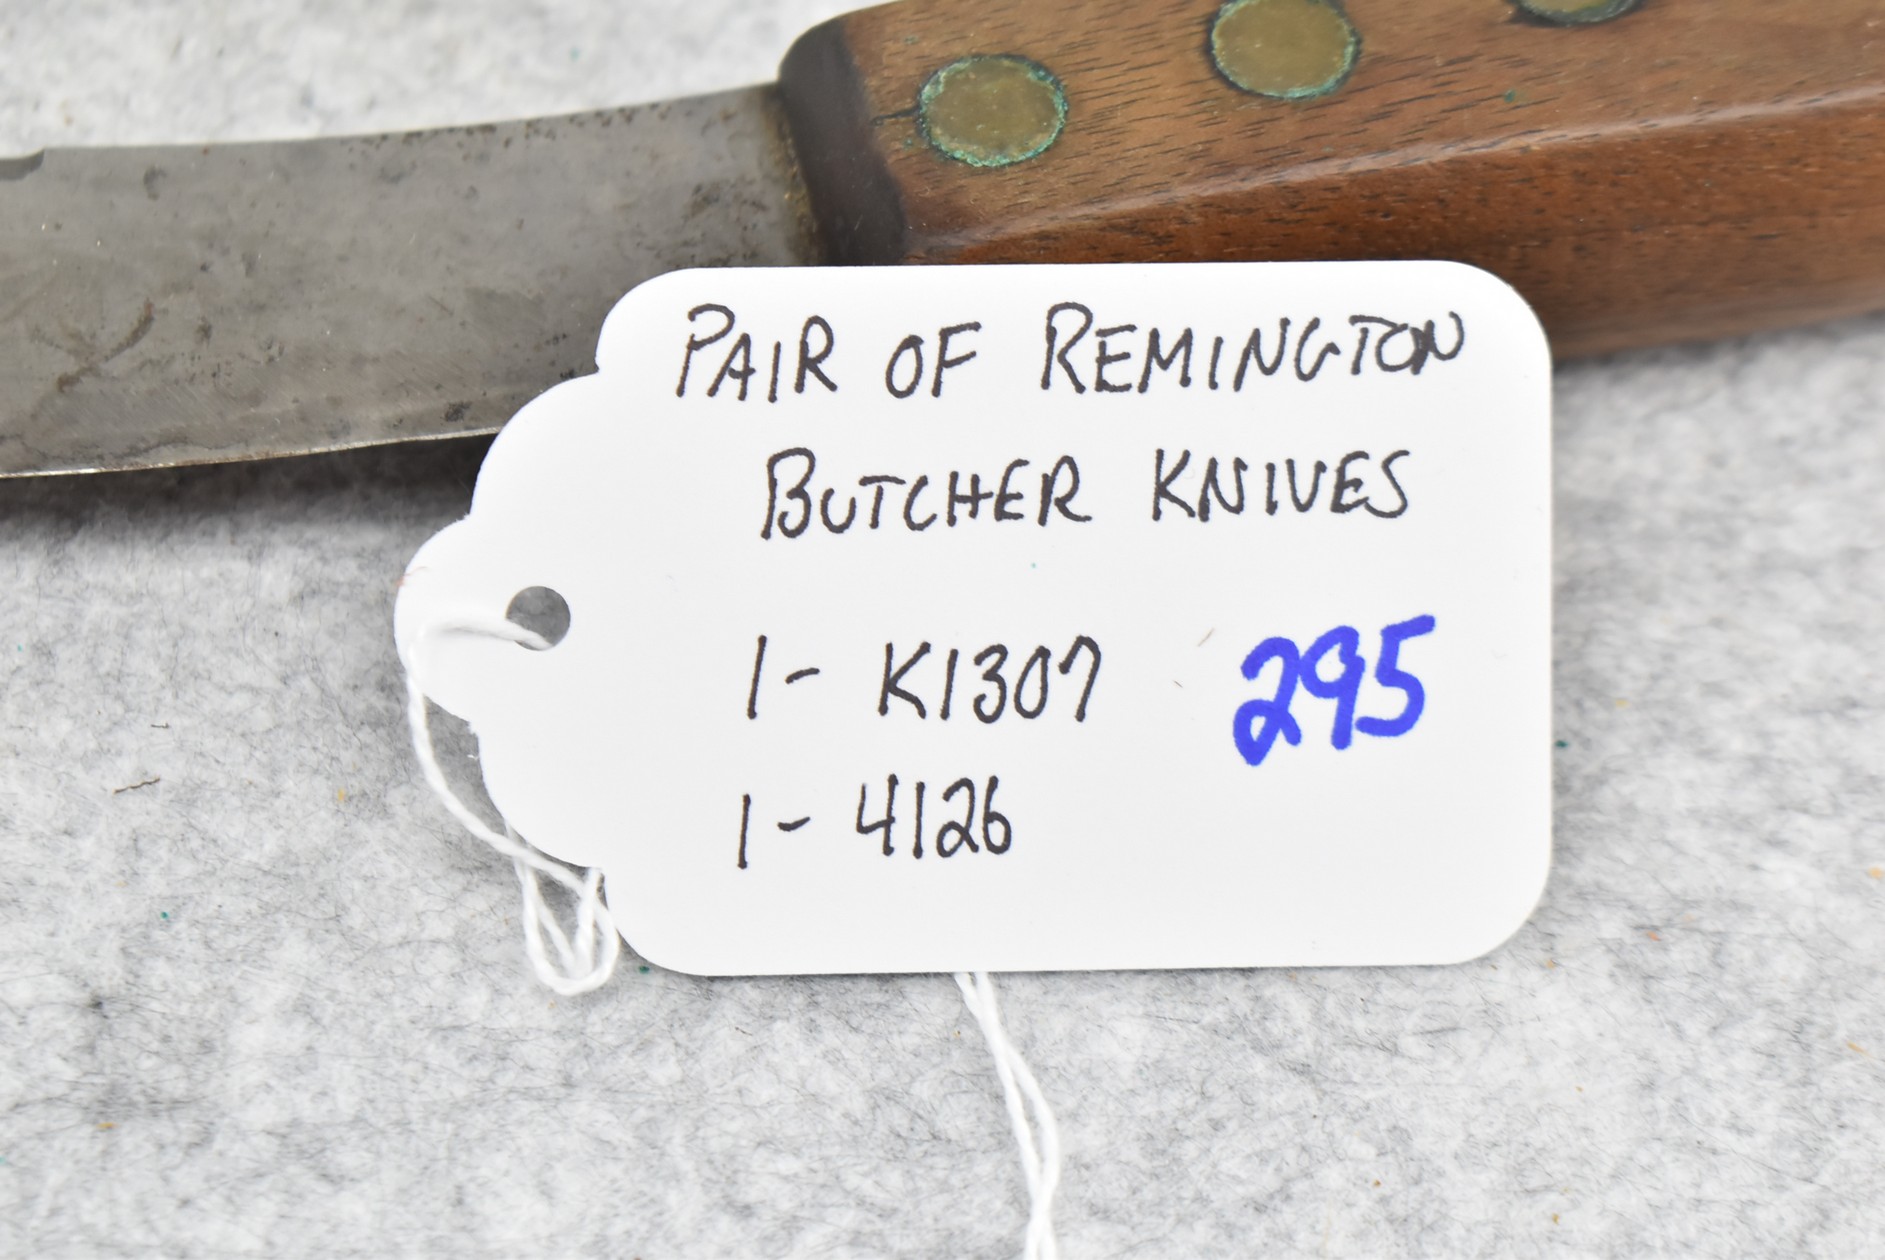 PAIR OF REMINGTON
BUTCHER KNIVES
1- K1307 295
1- 4126